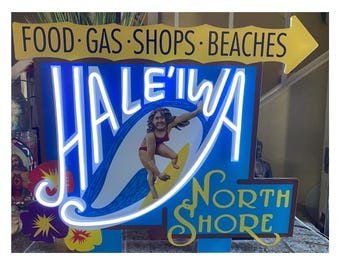 FOOD · GAS · SHOPS · BEACHES
HALE'IWA
NORTH
SHORE